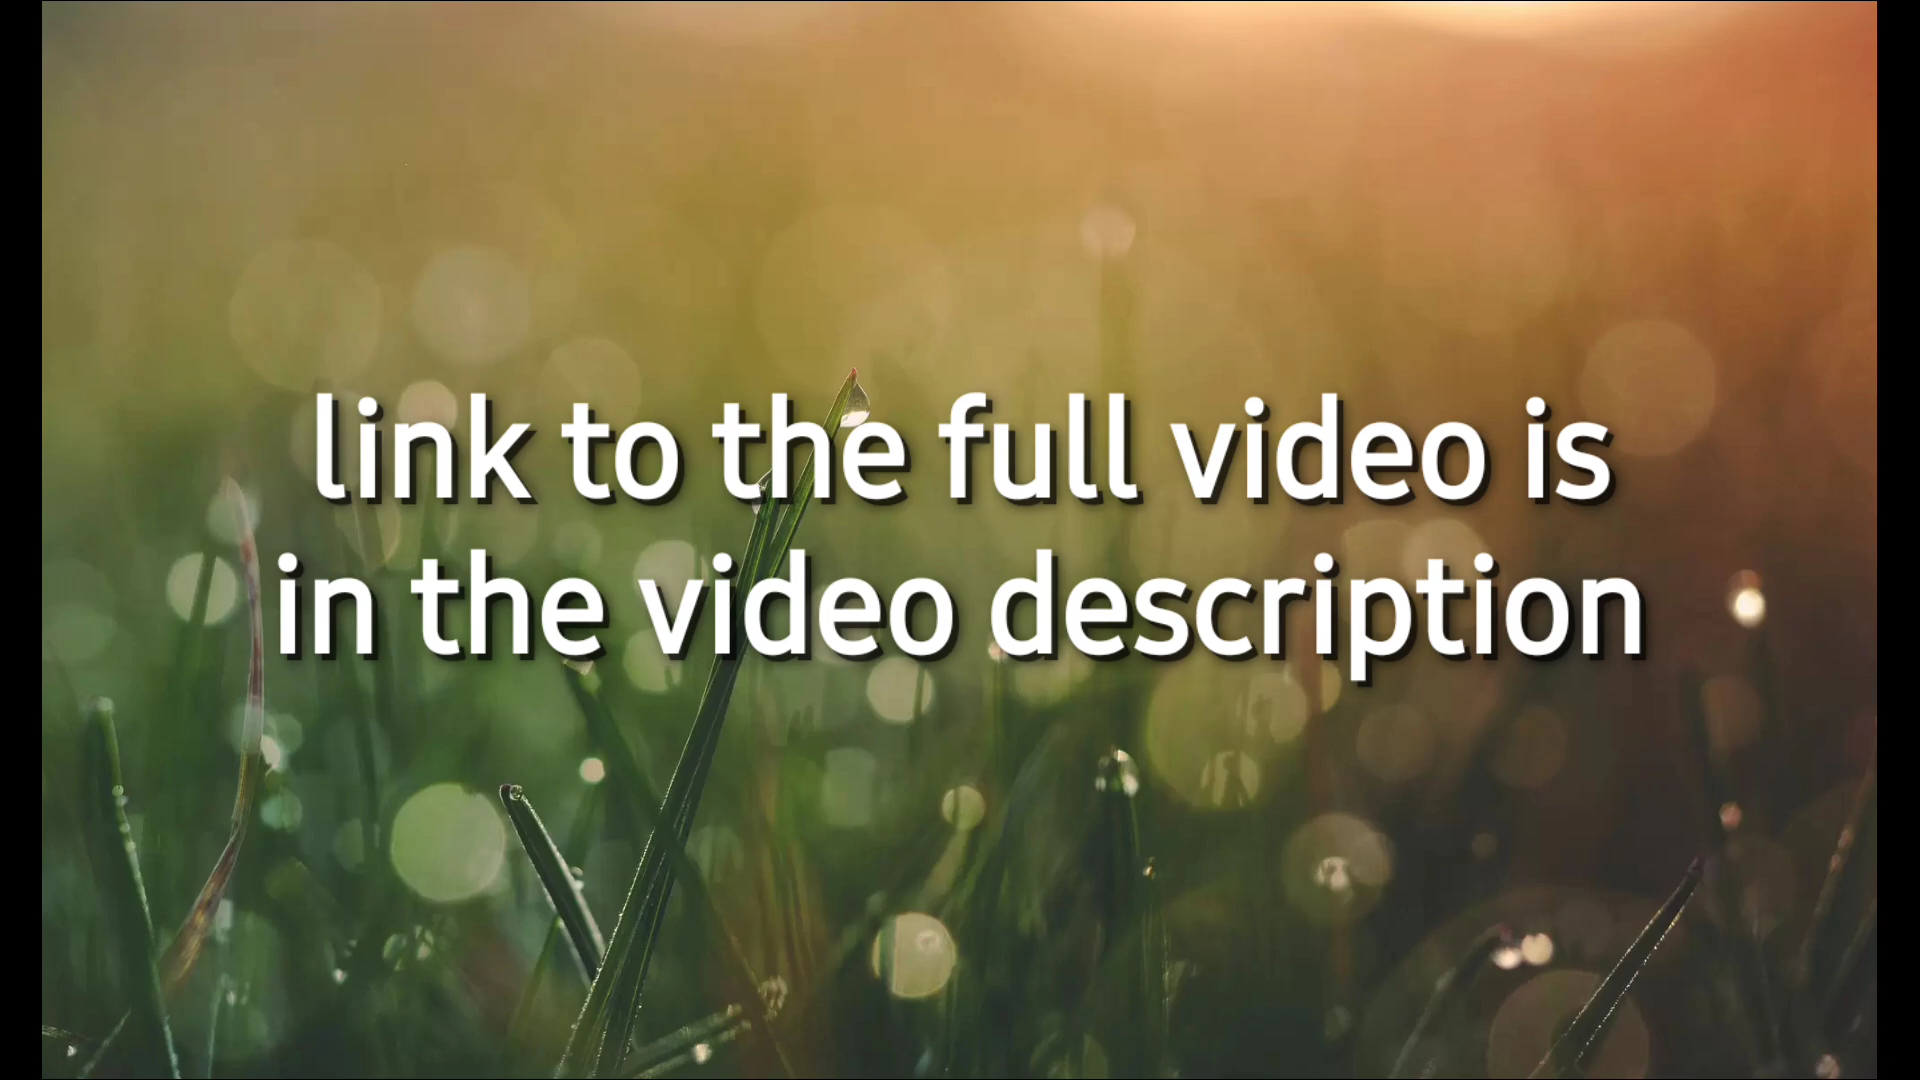 link to the full video is
in the video description